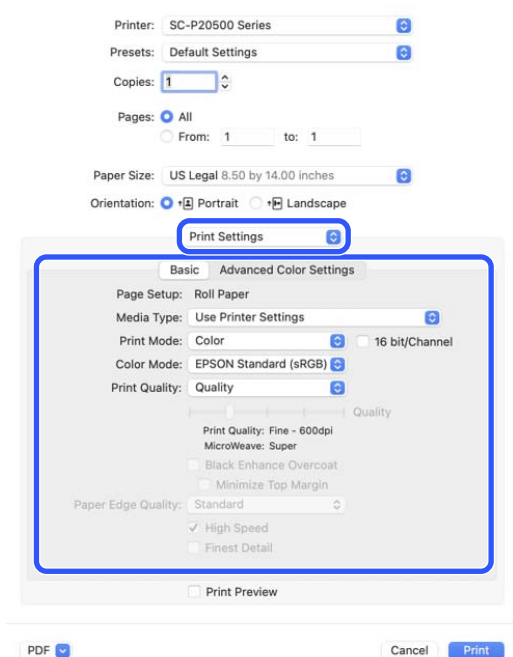 Printer: SC-P20500 Series
Presets: Default Settings
Copies: 1
Pages: All
From: 1 to: 1
Paper Size: US Legal 8.50 by 14.00 inches
Orientation: Portrait Landscape
Print Settings
Basic Advanced Color Settings
Page Setup: Roll Paper
Media Type: Use Printer Settings
Print Mode: Color 16 bit/Channel
Color Mode: EPSON Standard (sRGB)
Print Quality: Quality
Quality
Print Quality: Fine - 600dpi
MicroWeave: Super
Black Enhance Overcoat
Minimize Top Margin
Paper Edge Quality: Standard
High Speed
Finest Detail
Print Preview
PDF Cancel Print